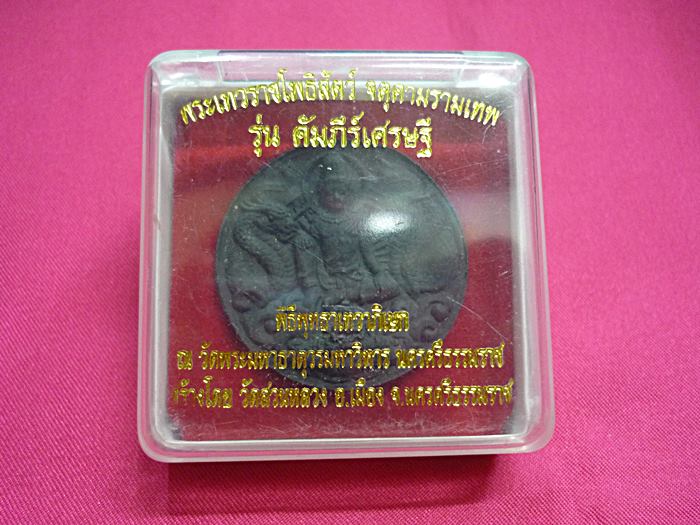 พระเทวราชโพธิสัตว์ จตุคามรามเทพ
รุ่น คัมภีร์เศรษฐี
พิธีพุทธาเทวาภิเษก
ณ วัดพระมหาธาตุวรมหาวิหาร นครศรีธรรมราช
สร้างโดย วัดสวนหลวง อ.เมือง จ.นครศรีธรรมราช